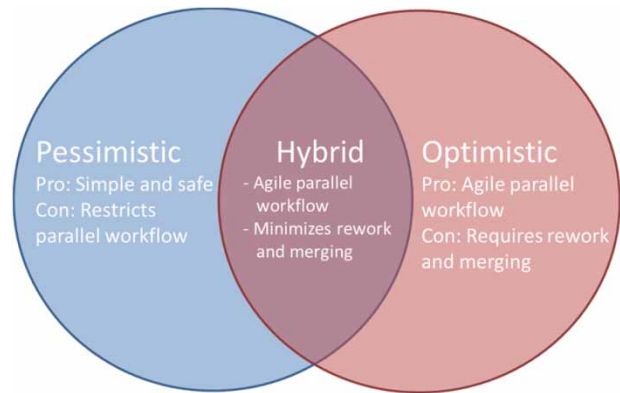 Pessimistic
Pro: Simple and safe
Con: Restricts
parallel workflow
Hybrid
- Agile parallel
workflow
- Minimizes rework
and merging
Optimistic
Pro: Agile parallel
workflow
Con: Requires rework
and merging